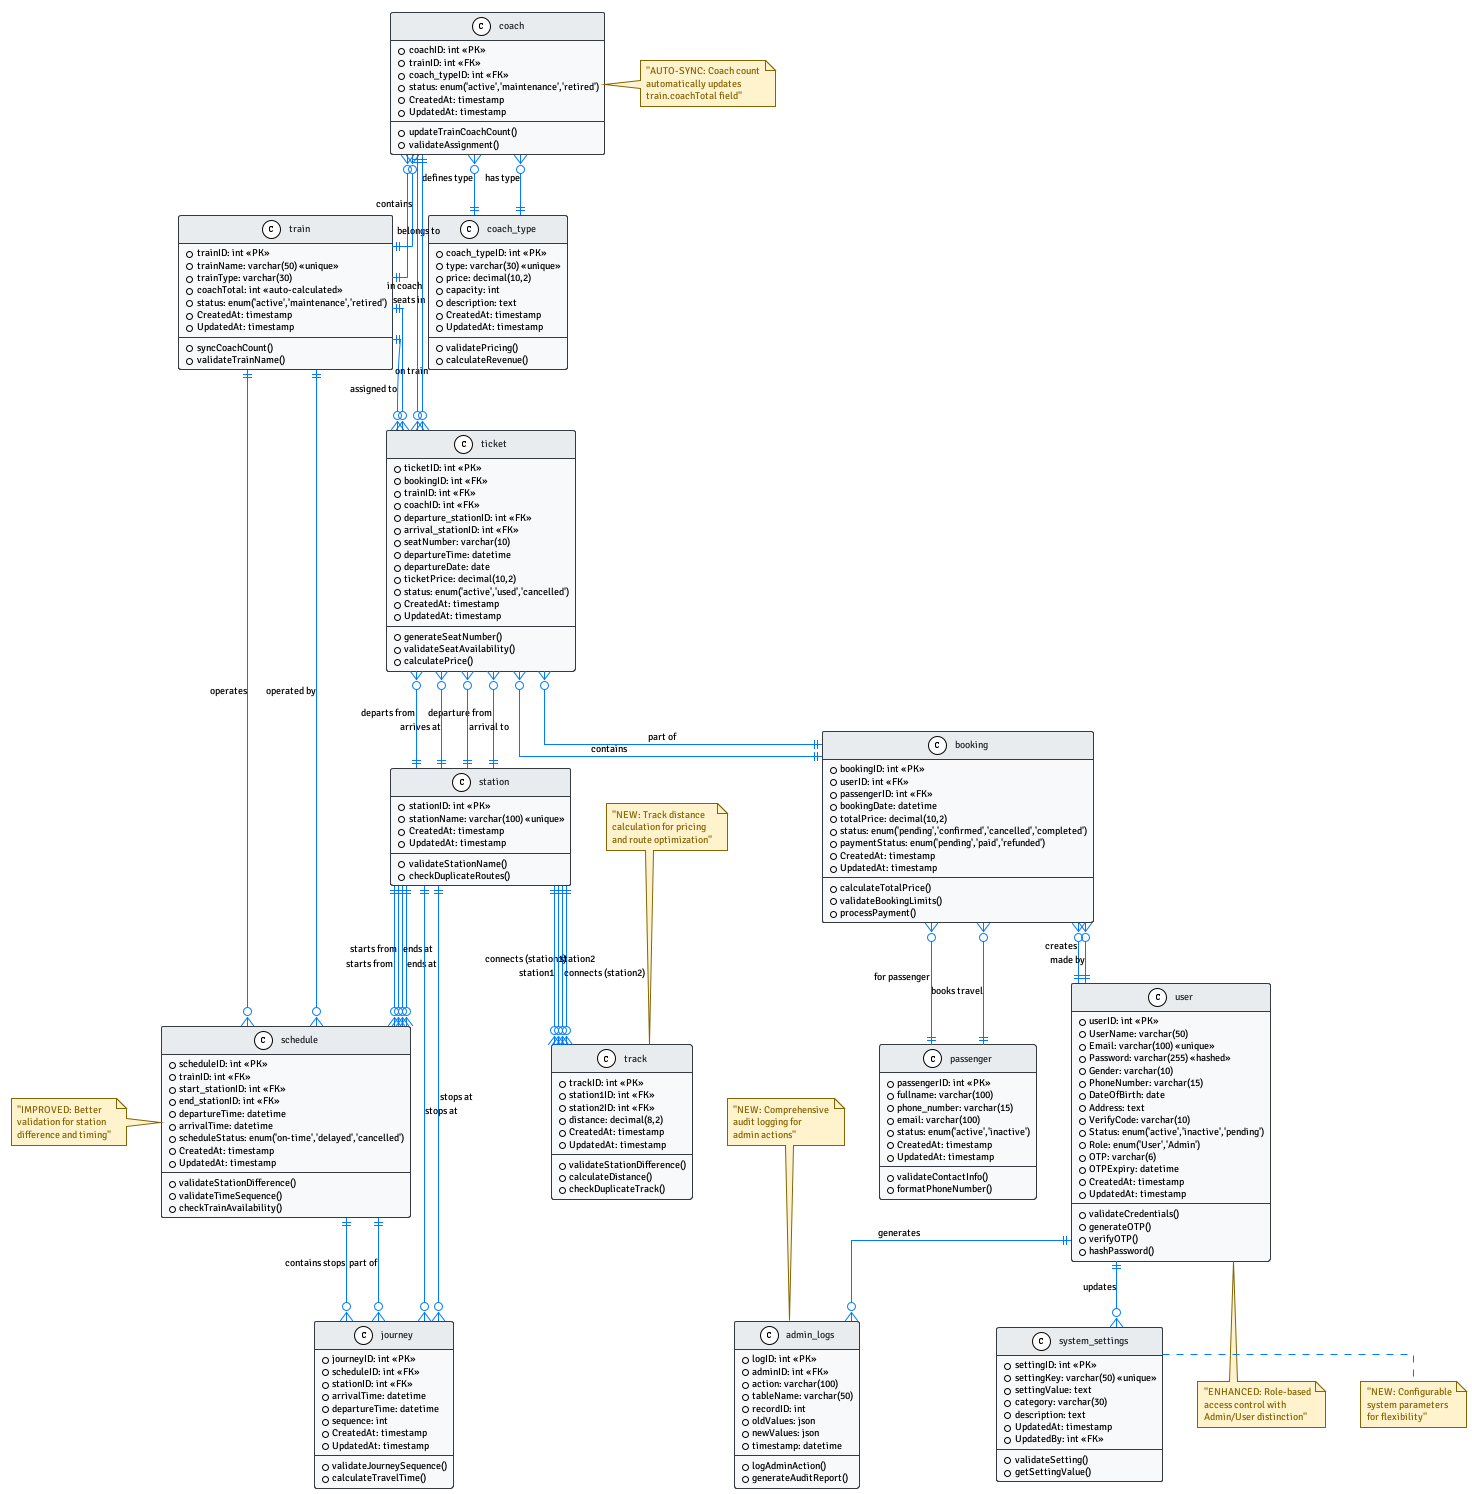 C coach
coachID: int «PK»
trainID: int «FK»
coach_typeID: int «FK»
status: enum('active','maintenance','retired')
CreatedAt: timestamp
UpdatedAt: timestamp
updateTrainCoachCount()
validateAssignment()
"AUTO-SYNC: Coach count
automatically updates
train.coachTotal field"
defines type
has type
contains
belongs to
C train
trainID: int «PK»
trainName: varchar(50) «unique»
trainType: varchar(30)
coachTotal: int «auto-calculated»
status: enum('active','maintenance','retired')
CreatedAt: timestamp
UpdatedAt: timestamp
syncCoachCount()
validateTrainName()
C coach_type
coach_typeID: int «PK»
type: varchar(30) «unique»
price: decimal(10,2)
capacity: int
description: text
CreatedAt: timestamp
UpdatedAt: timestamp
validatePricing()
calculateRevenue()
in coach
seats in
on train
assigned to
C ticket
ticketID: int «PK»
bookingID: int «FK»
trainID: int «FK»
coachID: int «FK»
departure_stationID: int «FK»
arrival_stationID: int «FK»
seatNumber: varchar(10)
departureTime: datetime
departureDate: date
ticketPrice: decimal(10,2)
status: enum('active','used','cancelled')
CreatedAt: timestamp
UpdatedAt: timestamp
generateSeatNumber()
validateSeatAvailability()
calculatePrice()
operates
operated by
departs from
departure from
arrives at
arrival to
part of
contains
C station
stationID: int «PK»
stationName: varchar(100) «unique»
CreatedAt: timestamp
UpdatedAt: timestamp
validateStationName()
checkDuplicateRoutes()
"NEW: Track distance
calculation for pricing
and route optimization"
C booking
bookingID: int «PK»
userID: int «FK»
passengerID: int «FK»
bookingDate: datetime
totalPrice: decimal(10,2)
status: enum('pending','confirmed','cancelled','completed')
paymentStatus: enum('pending','paid','refunded')
CreatedAt: timestamp
UpdatedAt: timestamp
calculateTotalPrice()
validateBookingLimits()
processPayment()
starts from
ends at
starts from
ends at
connects (station1)
station2
station1
connects (station2)
for passenger
books travel
creates
made by
C schedule
scheduleID: int «PK»
trainID: int «FK»
start_stationID: int «FK»
end_stationID: int «FK»
departureTime: datetime
arrivalTime: datetime
scheduleStatus: enum('on-time','delayed','cancelled')
CreatedAt: timestamp
UpdatedAt: timestamp
validateStationDifference()
validateTimeSequence()
checkTrainAvailability()
"IMPROVED: Better
validation for station
difference and timing"
stops at
stops at
C track
trackID: int «PK»
station1ID: int «FK»
station2ID: int «FK»
distance: decimal(8,2)
CreatedAt: timestamp
UpdatedAt: timestamp
validateStationDifference()
calculateDistance()
checkDuplicateTrack()
"NEW: Comprehensive
audit logging for
admin actions"
C passenger
passengerID: int «PK»
fullname: varchar(100)
phone_number: varchar(15)
email: varchar(100)
status: enum('active','inactive')
CreatedAt: timestamp
UpdatedAt: timestamp
validateContactInfo()
formatPhoneNumber()
C user
userID: int «PK»
UserName: varchar(50)
Email: varchar(100) «unique»
Password: varchar(255) «hashed»
Gender: varchar(10)
PhoneNumber: varchar(15)
DateOfBirth: date
Address: text
VerifyCode: varchar(10)
Status: enum('active','inactive','pending')
Role: enum('User','Admin')
OTP: varchar(6)
OTPExpiry: datetime
CreatedAt: timestamp
UpdatedAt: timestamp
validateCredentials()
generateOTP()
verifyOTP()
hashPassword()
contains stops
part of
generates
updates
C journey
journeyID: int «PK»
scheduleID: int «FK»
stationID: int «FK»
arrivalTime: datetime
departureTime: datetime
sequence: int
CreatedAt: timestamp
UpdatedAt: timestamp
validateJourneySequence()
calculateTravelTime()
C admin_logs
logID: int «PK»
adminID: int «FK»
action: varchar(100)
tableName: varchar(50)
recordID: int
oldValues: json
newValues: json
timestamp: datetime
logAdminAction()
generateAuditReport()
C system_settings
settingID: int «PK»
settingKey: varchar(50) «unique»
settingValue: text
category: varchar(30)
description: text
UpdatedAt: timestamp
UpdatedBy: int «FK»
validateSetting()
getSettingValue()
"ENHANCED: Role-based
access control with
Admin/User distinction"
"NEW: Configurable
system parameters
for flexibility"